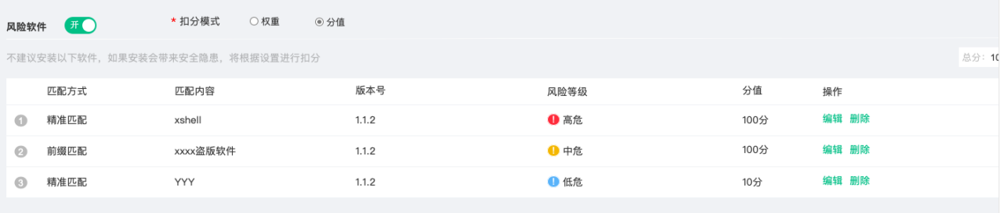 风险软件 开 * 扣分模式 权重 分值
不建议安装以下软件，如果安装会带来安全隐患，将根据设置进行扣分 总分：10
匹配方式 匹配内容 版本号 风险等级 分值 操作
1 精准匹配 xshell 1.1.2 高危 100分 编辑 删除
2 前缀匹配 xxxx盗版软件 1.1.2 中危 100分 编辑 删除
3 精准匹配 YYY 1.1.2 低危 10分 编辑 删除